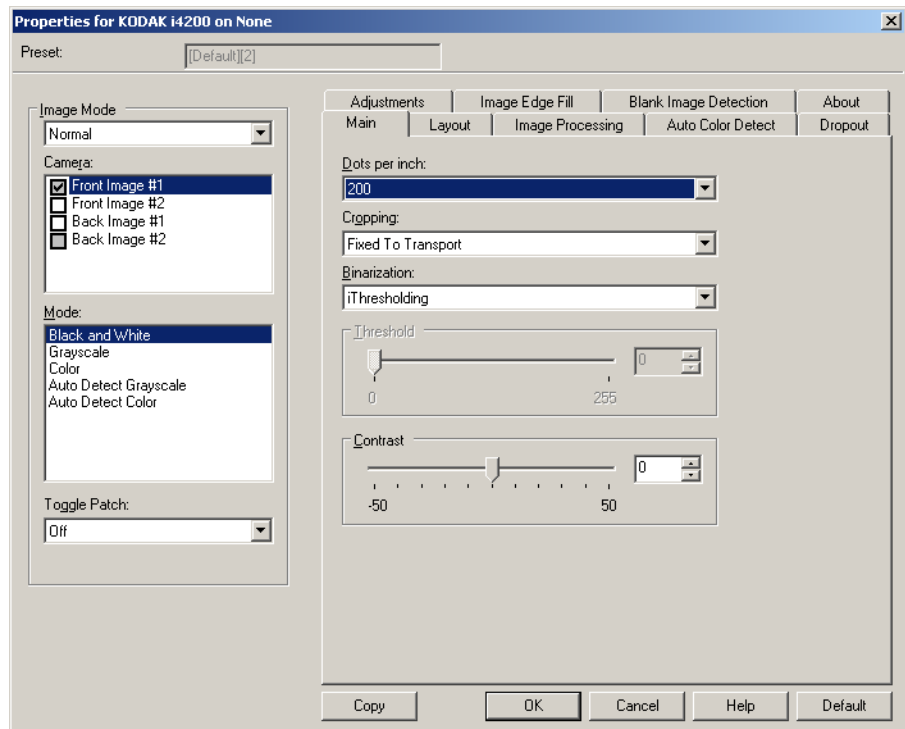 Properties for KODAK i4200 on None
Preset:
[Default][2]
Image Mode
Normal
Camera:
Front Image #1
Front Image #2
Back Image #1
Back Image #2
Mode:
Black and White
Grayscale
Color
Auto Detect Grayscale
Auto Detect Color
Toggle Patch:
Off
Adjustments
Image Edge Fill
Blank Image Detection
About
Main
Layout
Image Processing
Auto Color Detect
Dropout
Dots per inch:
200
Cropping:
Fixed To Transport
Binarization:
iThresholding
Threshold
0
0
255
Contrast
0
-50
50
Copy
OK
Cancel
Help
Default